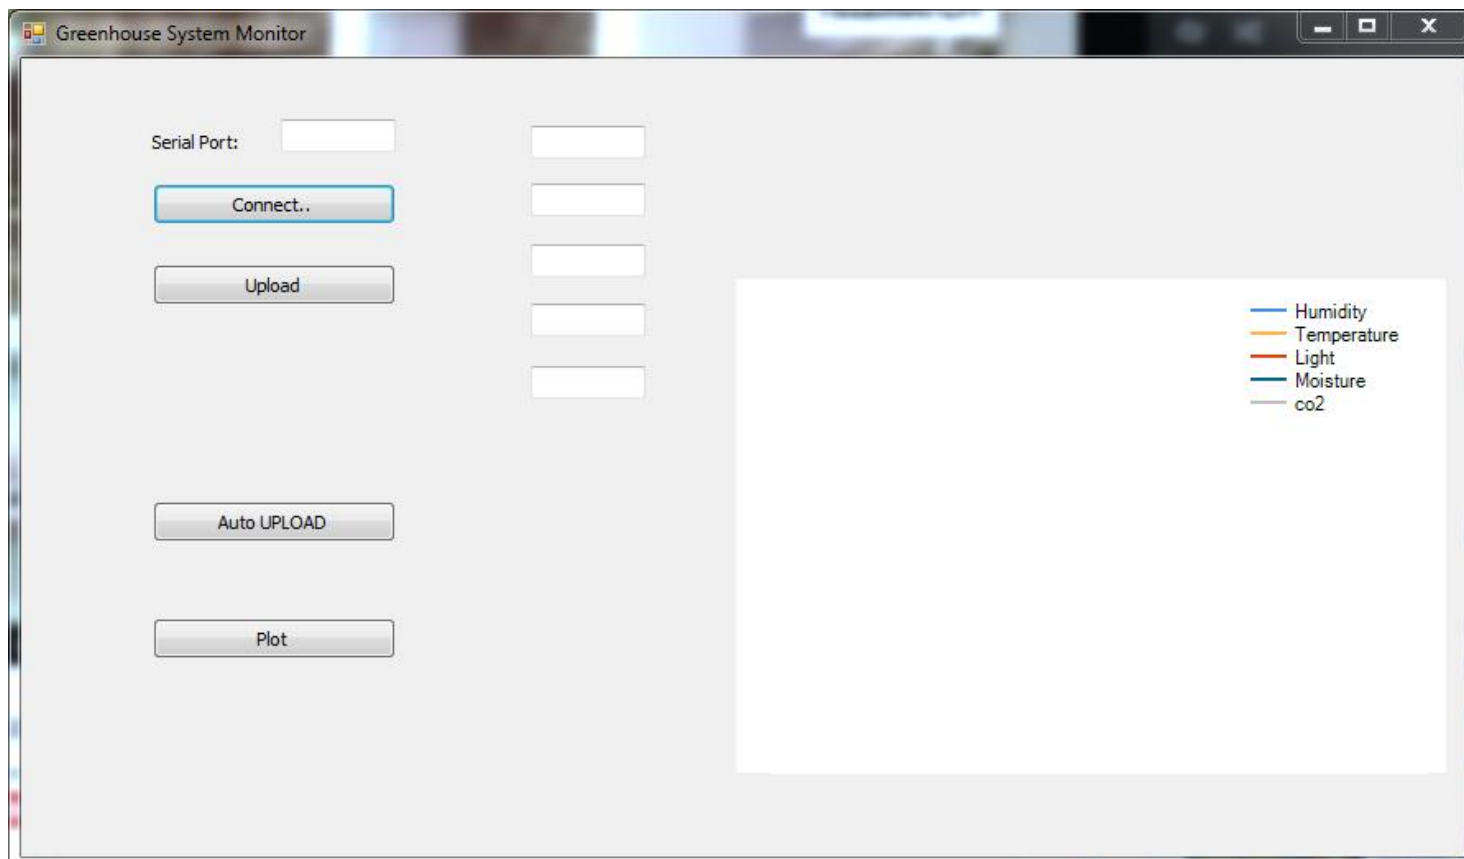 Greenhouse System Monitor
Serial Port:
Connect..
Upload
Auto UPLOAD
Plot
Humidity
Temperature
Light
Moisture
co2